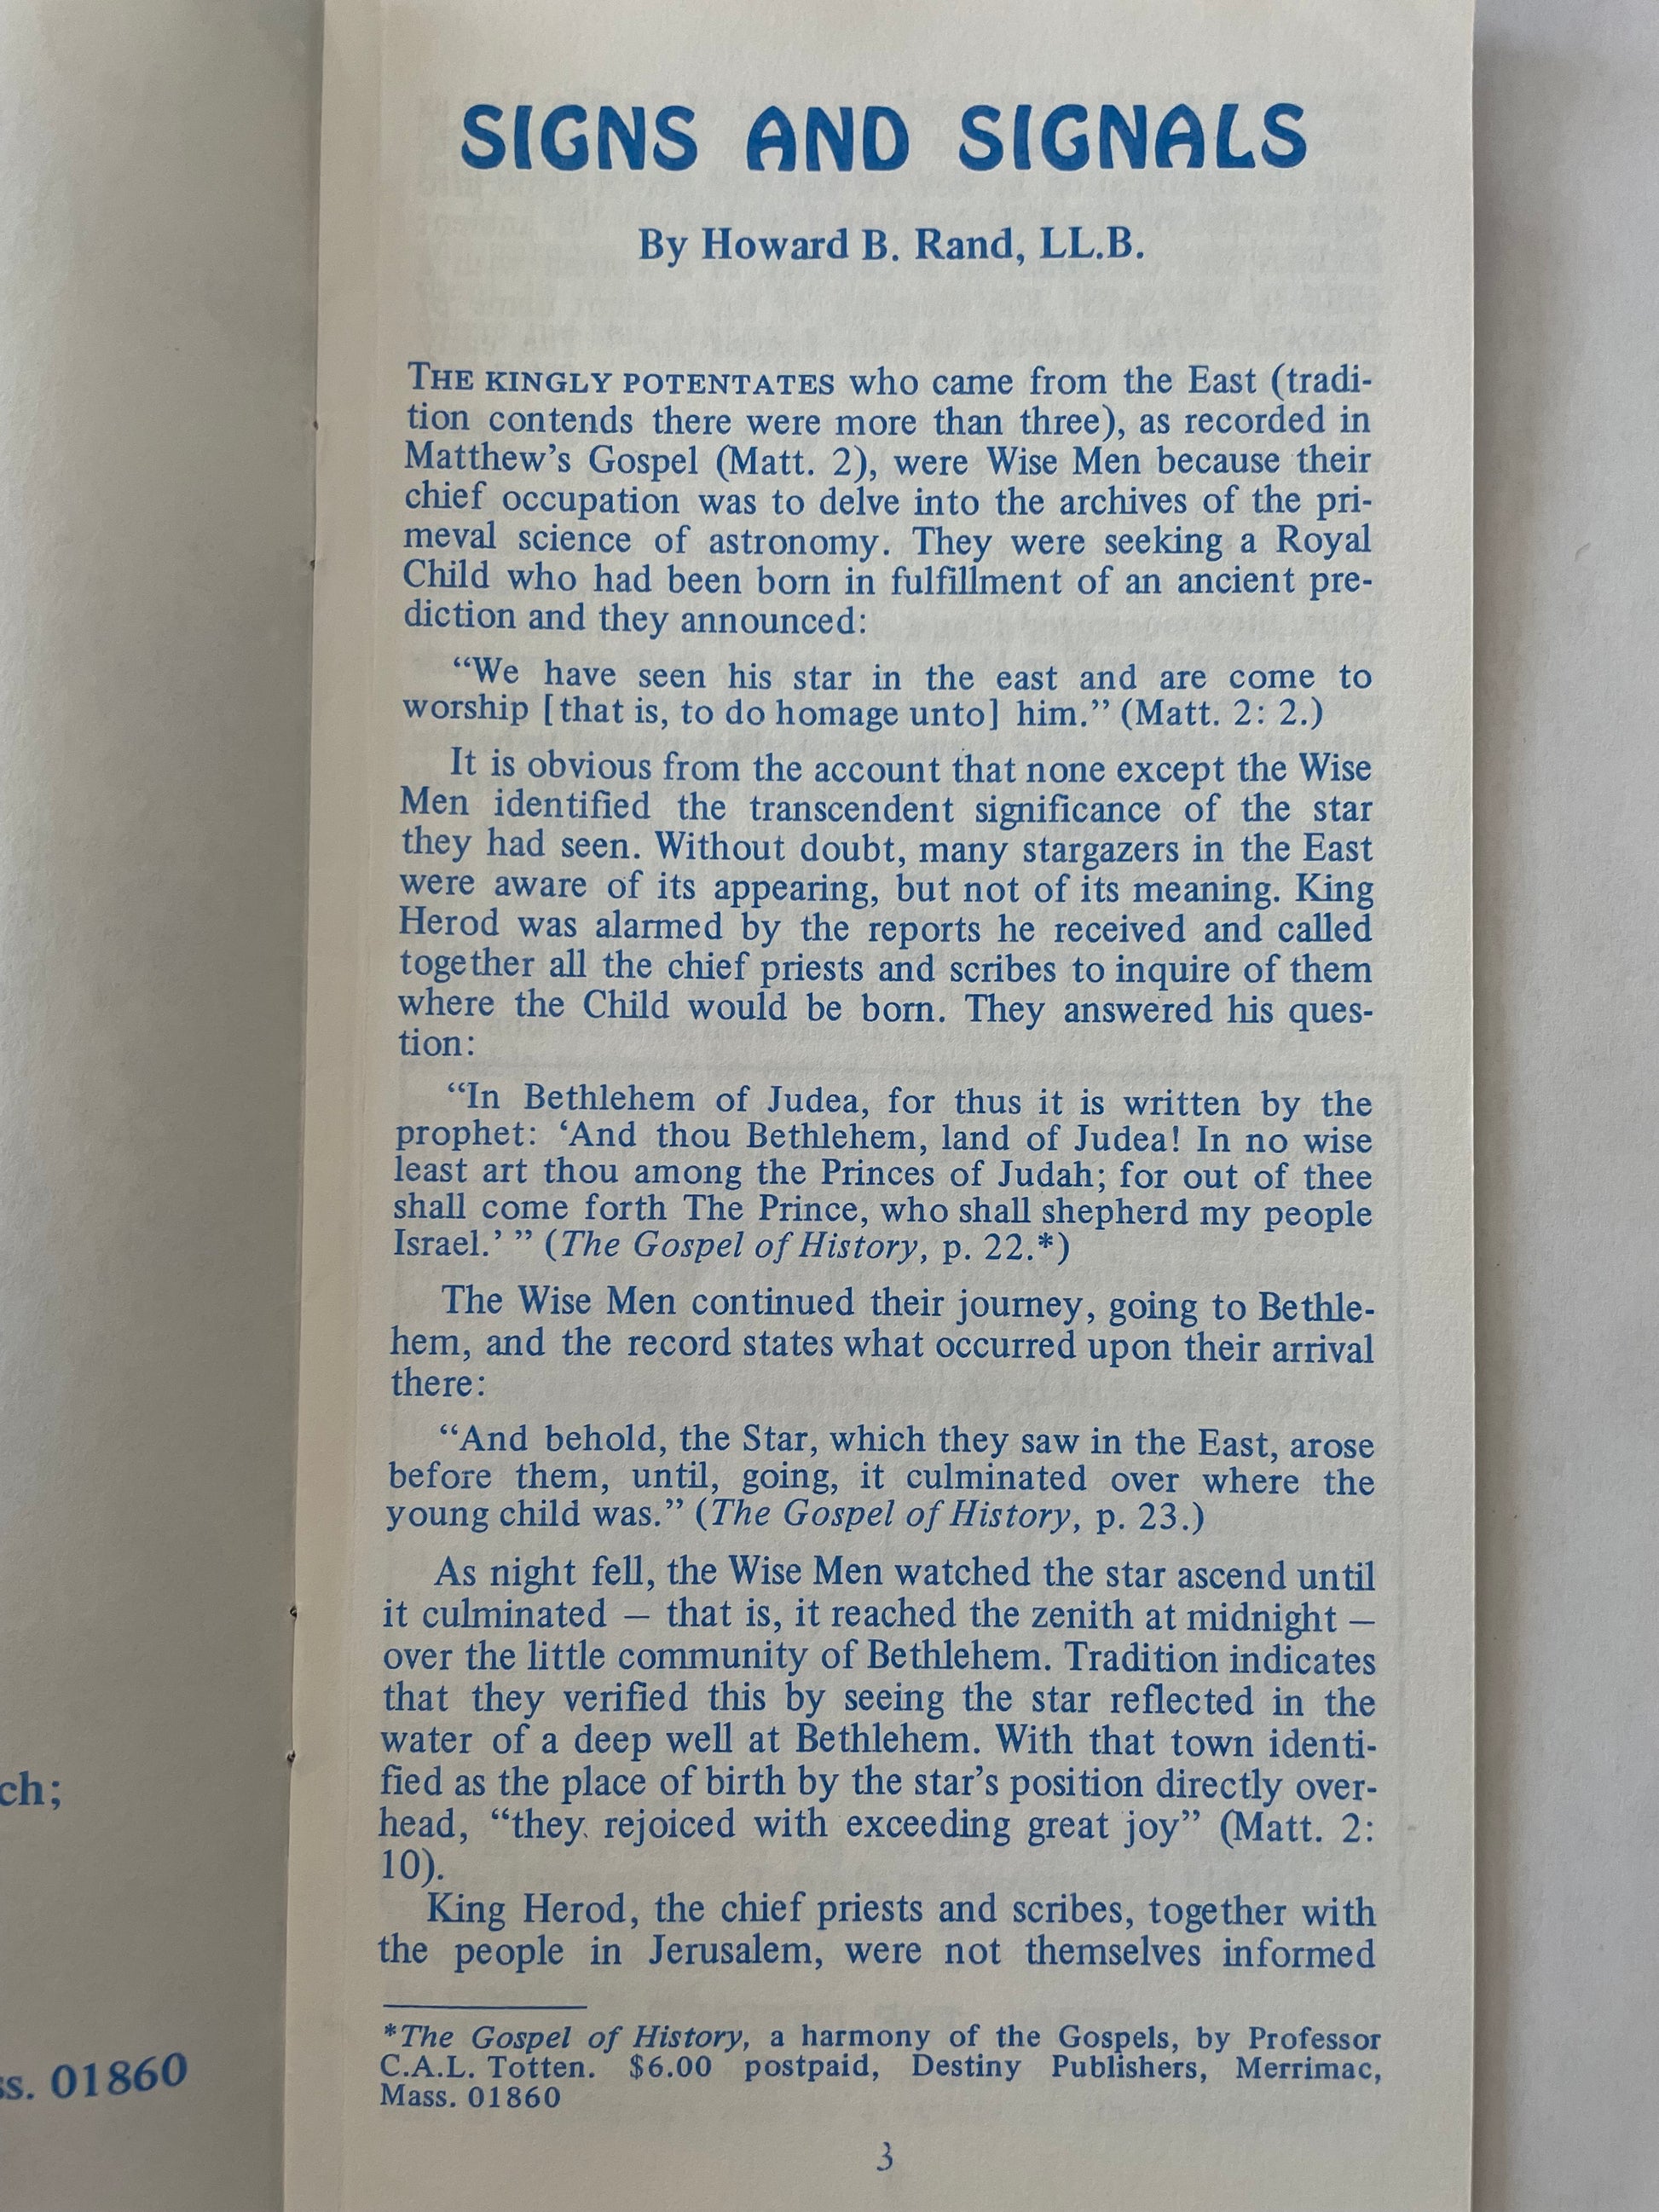 SIGNS AND SIGNALS
By Howard B. Rand, LL.B.
THE KINGLY POTENTATES who came from the East (tradi-
tion contends there were more than three), as recorded in
Matthew's Gospel (Matt. 2), were Wise Men because their
chief occupation was to delve into the archives of the pri-
meval science of astronomy. They were seeking a Royal
Child who had been born in fulfillment of an ancient pre-
diction and they announced:
“We have seen his star in the east and are come to
worship [that is, to do homage unto] him.” (Matt. 2: 2.)
It is obvious from the account that none except the Wise
Men identified the transcendent significance of the star
they had seen. Without doubt, many stargazers in the East
were aware of its appearing, but not of its meaning. King
Herod was alarmed by the reports he received and called
together all the chief priests and scribes to inquire of them
where the Child would be born. They answered his ques-
tion:
“In Bethlehem of Judea, for thus it is written by the
prophet: ‘And thou Bethlehem, land of Judea! In no wise
least art thou among the Princes of Judah; for out of thee
shall come forth The Prince, who shall shepherd my people
Israel.’ ” (The Gospel of History, p. 22.*)
The Wise Men continued their journey, going to Bethle-
hem, and the record states what occurred upon their arrival
there:
“And behold, the Star, which they saw in the East, arose
before them, until, going, it culminated over where the
young child was.” (The Gospel of History, p. 23.)
As night fell, the Wise Men watched the star ascend until
it culminated – that is, it reached the zenith at midnight –
over the little community of Bethlehem. Tradition indicates
that they verified this by seeing the star reflected in the
water of a deep well at Bethlehem. With that town identi-
fied as the place of birth by the star's position directly over-
head, “they rejoiced with exceeding great joy” (Matt. 2:
10).
King Herod, the chief priests and scribes, together with
the people in Jerusalem, were not themselves informed
*The Gospel of History, a harmony of the Gospels, by Professor
C.A.L. Totten. $6.00 postpaid, Destiny Publishers, Merrimac,
Mass. 01860
3
ch;
ss. 01860